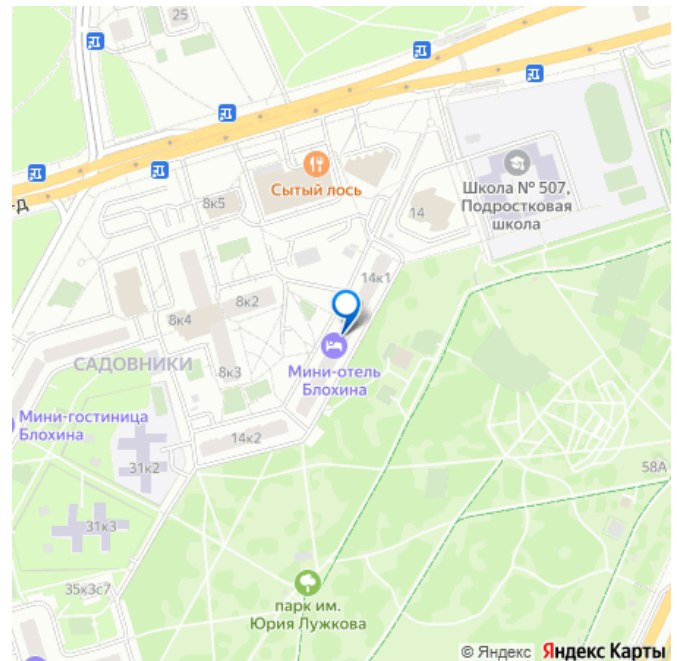 25
Сытый лось
Школа № 507,
Подростковая
школа
-д
8к5
14
14к1
8к2
8к4
САДОВНИКИ
8к3
Мини-отель
Блохина
Мини-гостиница
Блохина
14к2
31к2
58А
31к3
35к3с7
парк им.
Юрия Лужкова
© Яндекс Яндекс Карты